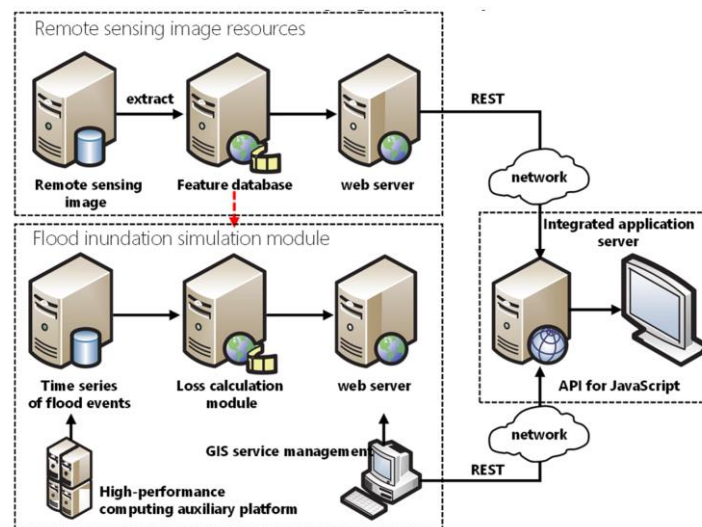 Remote sensing image resources
extract
REST
Remote sensing
image
Feature database
web server
network
Flood inundation simulation module
Integrated application
server
Time series
of flood events
Loss calculation
module
web server
API for JavaScript
GIS service management
network
High-performance
computing auxiliary platform
REST